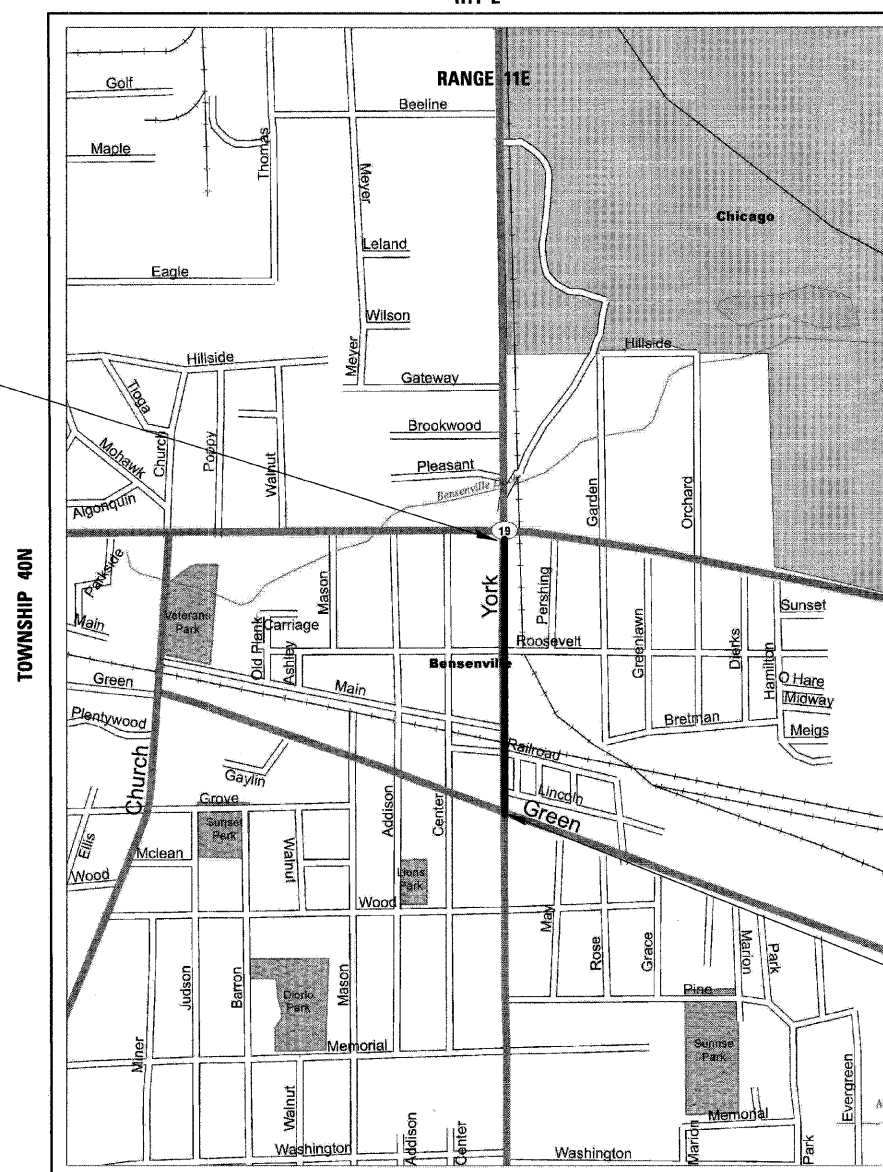 RANGE 11E
TOWNSHIP 40N
Golf
Beeline
Maple
Thomas
Meyer
Chicago
Leland
Eagle
Wilson
Meyer
Hillside
Hillside
Gateway
Tioga
Church
Poppy
Brookwood
Mohawk
Walnut
Pleasant
Bensenville
Garden
Orchard
Algonquin
19
Parkside
Mason
York
Pershing
Veterans
Park
Main
Carriage
Old Plank
Ashley
Roosevelt
Greenlawn
Dierks
Hamilton
Sunset
Bensenville
Green
Main
O Hare
Midway
Plentywood
Bretman
Meigs
Church
Railroad
Gaylin
Lincoln
Grove
Addison
Center
Green
Sunset
Park
Ellis
Mclean
Walnut
Wood
Lions
Park
Wood
May
Rose
Grace
Marion
Park
Judson
Barron
Diorio
Park
Mason
Pine
Memorial
Sunrise
Park
Miner
Walnut
Evergreen
Memorial
Addison
Center
Washington
Washington
Marion
Park